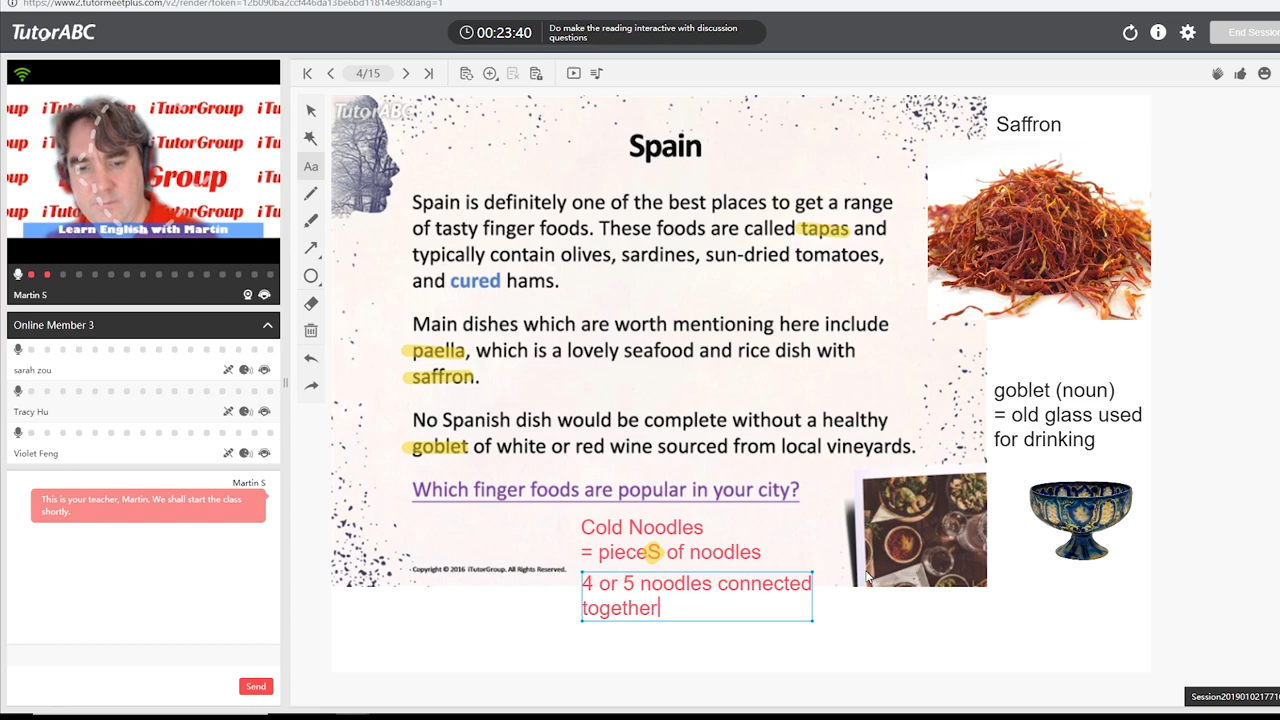 https://www2.tutormeetplus.com/v2/render?token=12b090ba2ccf446da13be6bd11814e98&lang=1
TutorABC
00:23:40
Do make the reading interactive with discussion
questions
End Session
4/15
iTutorGroup
Learn English with Martin
Martin S
Online Member 3
sarah zou
Tracy Hu
Violet Feng
Martin S
This is your teacher, Martin. We shall start the class
shortly.
Send
Aa
TutorABC
Spain
Spain is definitely one of the best places to get a range
of tasty finger foods. These foods are called tapas and
typically contain olives, sardines, sun-dried tomatoes,
and cured hams.
Main dishes which are worth mentioning here include
paella, which is a lovely seafood and rice dish with
saffron.
No Spanish dish would be complete without a healthy
goblet of white or red wine sourced from local vineyards.
Which finger foods are popular in your city?
Cold Noodles
= pieceS of noodles
4 or 5 noodles connected
together
Copyright © 2016 iTutorGroup. All Rights Reserved.
Saffron
goblet (noun)
= old glass used
for drinking
Session2019010217716